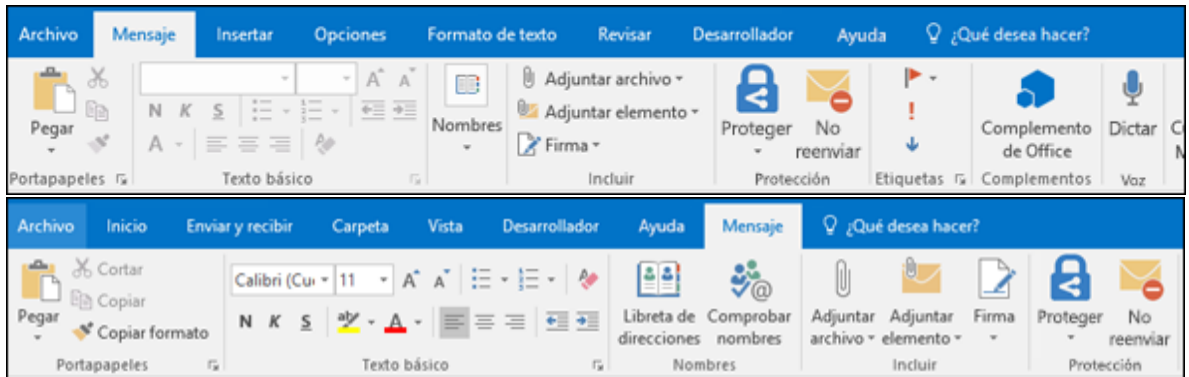 Archivo Mensaje Insertar Opciones Formato de texto Revisar Desarrollador Ayuda ¿Qué desea hacer?
Pegar
N K S
A A A
Nombres
Adjuntar archivo
Adjuntar elemento
Firma
Proteger
No reenviar
Complemento de Office
Dictar
Portapapeles Texto básico Incluir Protección Etiquetas Complementos Voz
Archivo Inicio Enviar y recibir Carpeta Vista Desarrollador Ayuda Mensaje ¿Qué desea hacer?
Pegar
Cortar
Copiar
Copiar formato
Calibri (Cu 11 A A
N K S aby A
Libreta de direcciones
Comprobar nombres
Adjuntar archivo
Adjuntar elemento
Firma
Proteger
No reenviar
Portapapeles Texto básico Nombres Incluir Protección